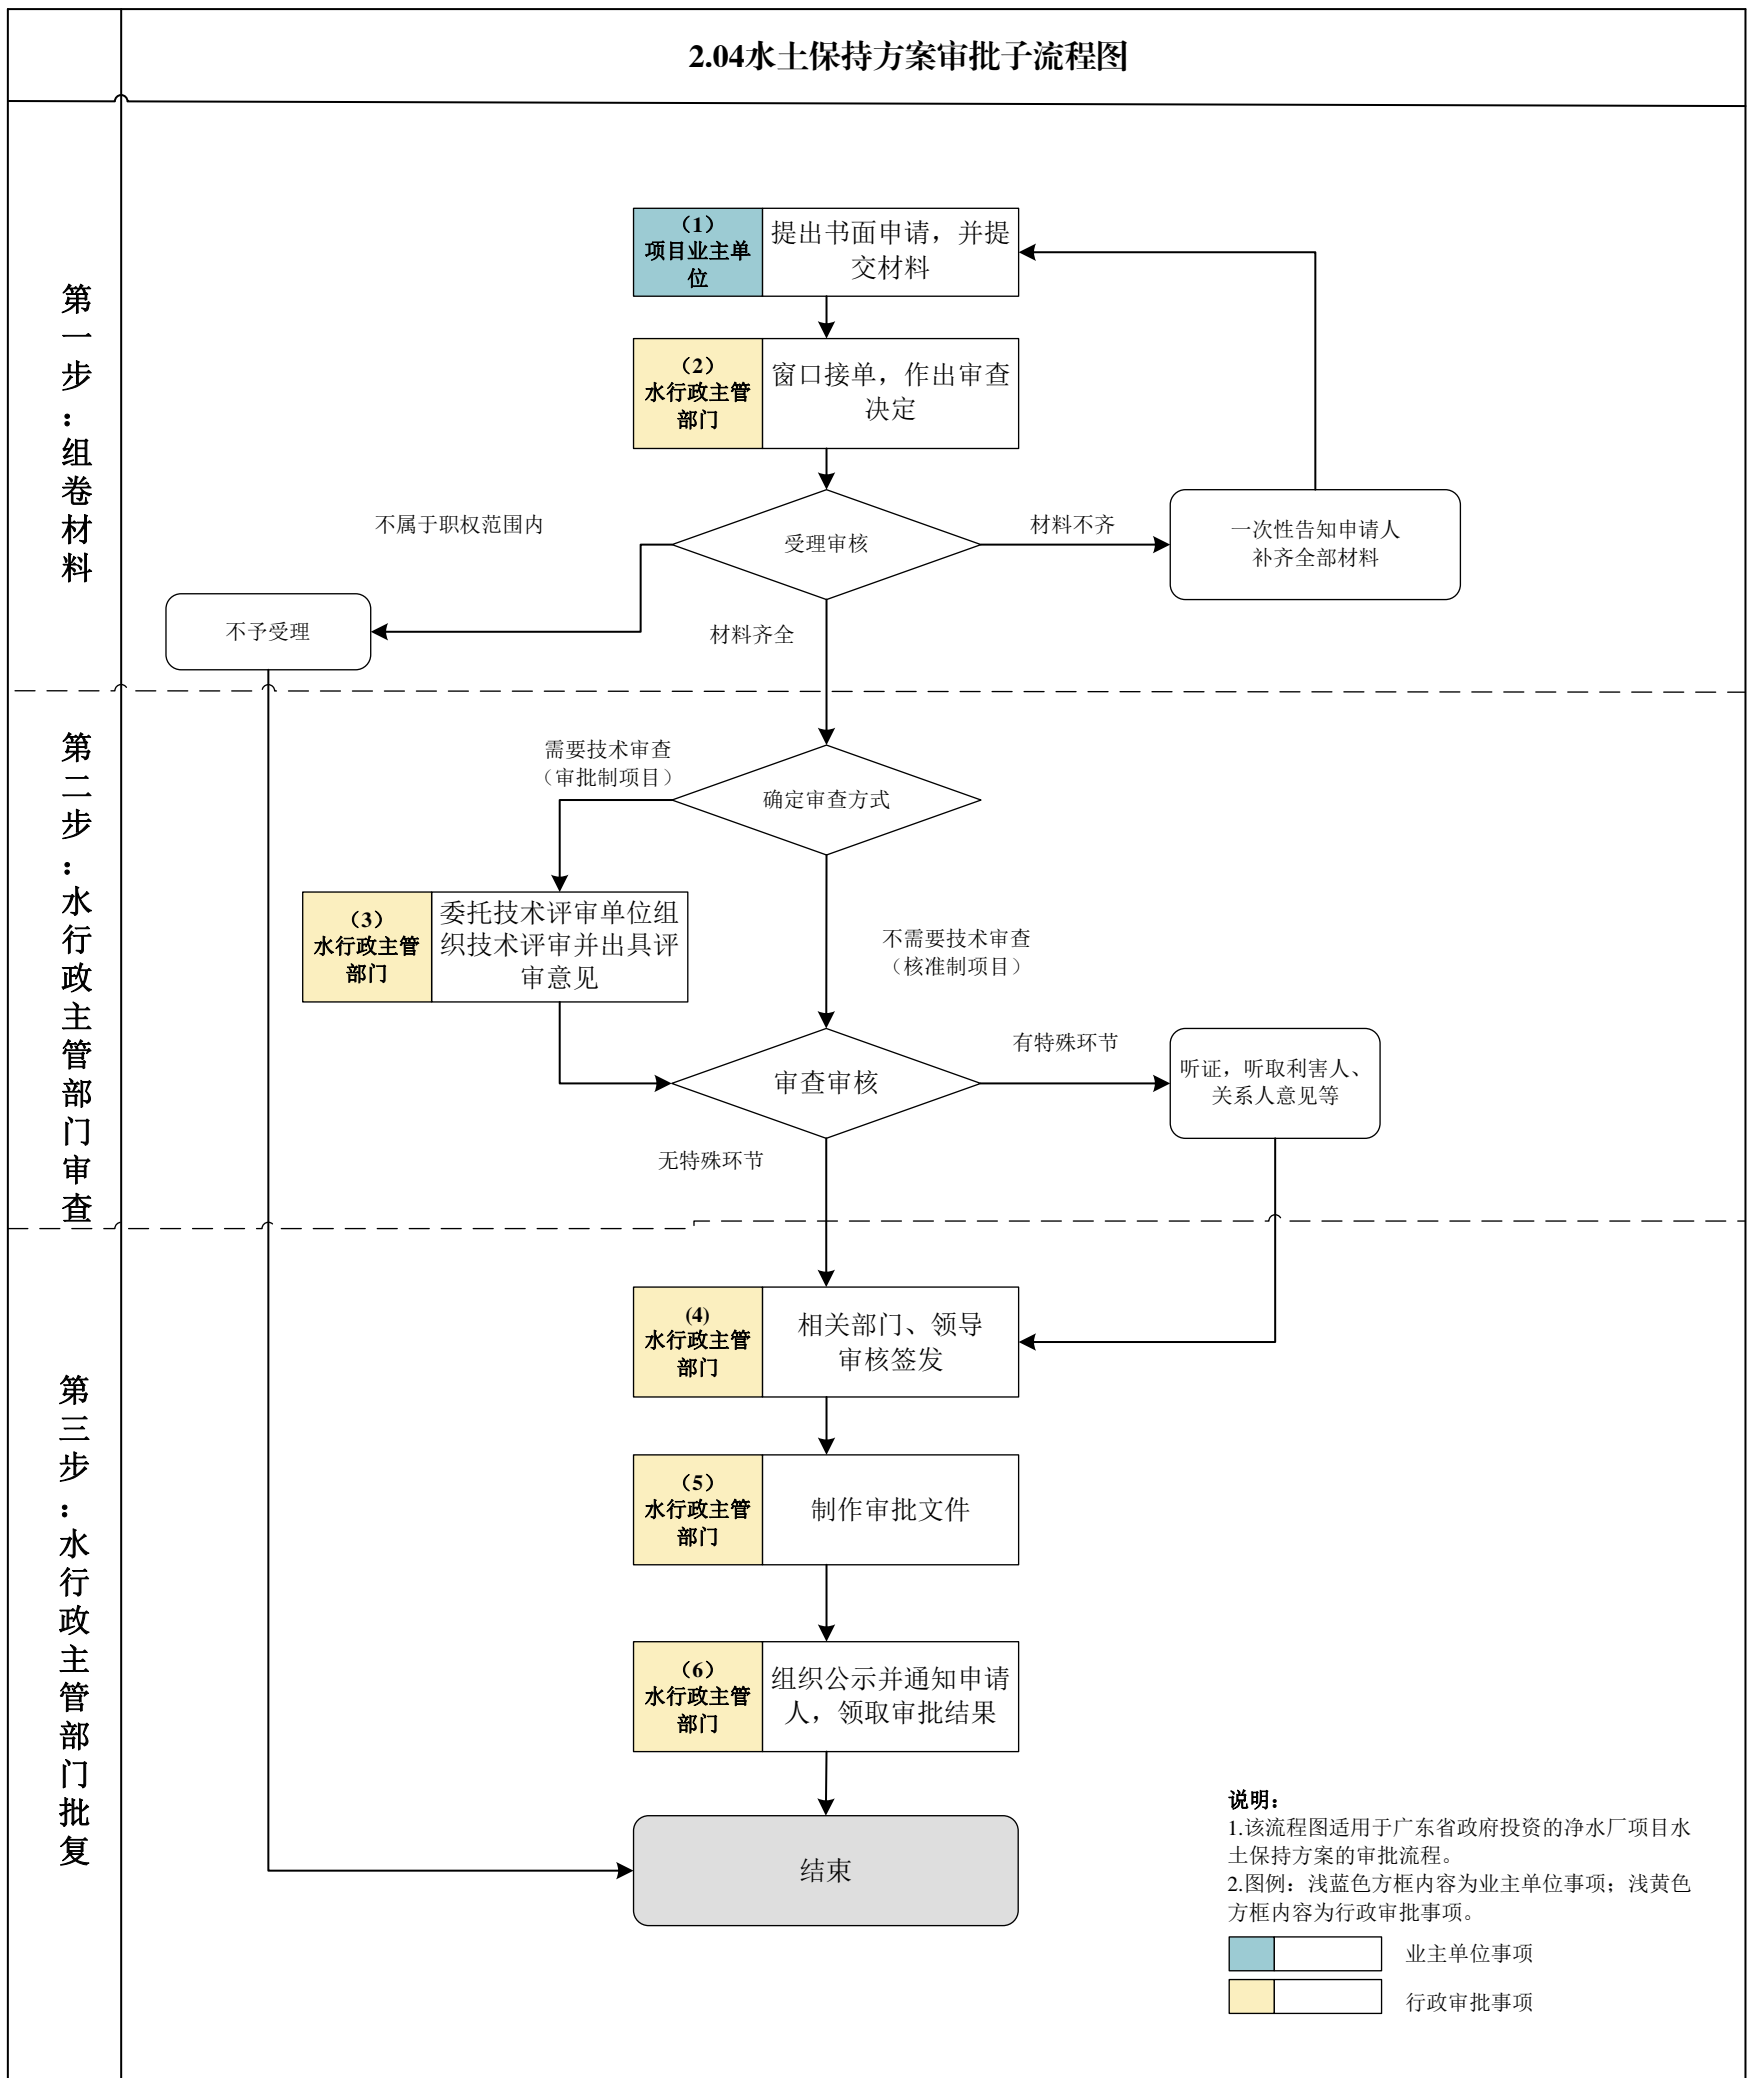 2.04水土保持方案审批子流程图
第一步：组卷材料
（1）
项目业主单
位
提出书面申请，并提
交材料
（2）
水行政主管
部门
窗口接单，作出审查
决定
不属于职权范围内
受理审核
材料不齐
一次性告知申请人
补齐全部材料
不予受理
材料齐全
第二步：水行政主管部门审查
需要技术审查
（审批制项目）
确定审查方式
（3）
水行政主管
部门
委托技术评审单位组
织技术评审并出具评
审意见
不需要技术审查
（核准制项目）
审查审核
有特殊环节
听证，听取利害人、
关系人意见等
无特殊环节
第三步：水行政主管部门批复
(4)
水行政主管
部门
相关部门、领导
审核签发
（5）
水行政主管
部门
制作审批文件
（6）
水行政主管
部门
组织公示并通知申请
人，领取审批结果
结束
说明：
1.该流程图适用于广东省政府投资的净水厂项目水
土保持方案的审批流程。
2.图例：浅蓝色方框内容为业主单位事项；浅黄色
方框内容为行政审批事项。
业主单位事项
行政审批事项